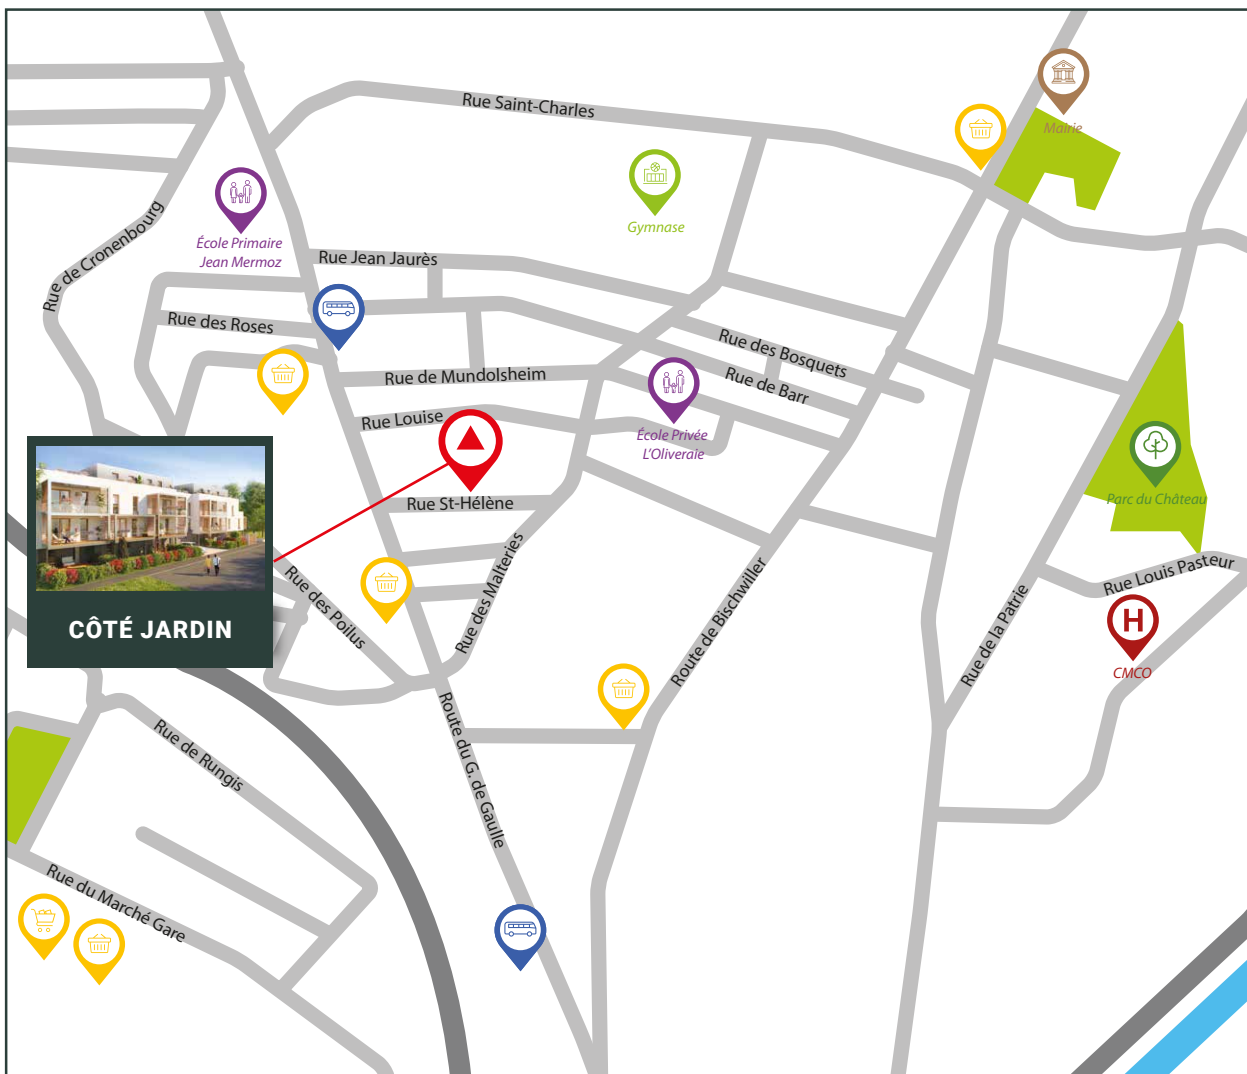 Rue Saint-Charles
Mairie
Rue de Cronenbourg
École Primaire
Jean Mermoz
Gymnase
Rue Jean Jaurès
Rue des Roses
Rue des Bosquets
Rue de Mundolsheim
Rue de Barr
Rue Louise
École Privée
L'Oliveraie
Parc du Château
Rue St-Hélène
Rue des Malteries
Rue des Poilus
Route de Bischwiller
Rue Louis Pasteur
Rue de la Patrie
H
CMCO
CÔTÉ JARDIN
Route du G. de Gaulle
Rue de Rungis
Rue du Marché Gare